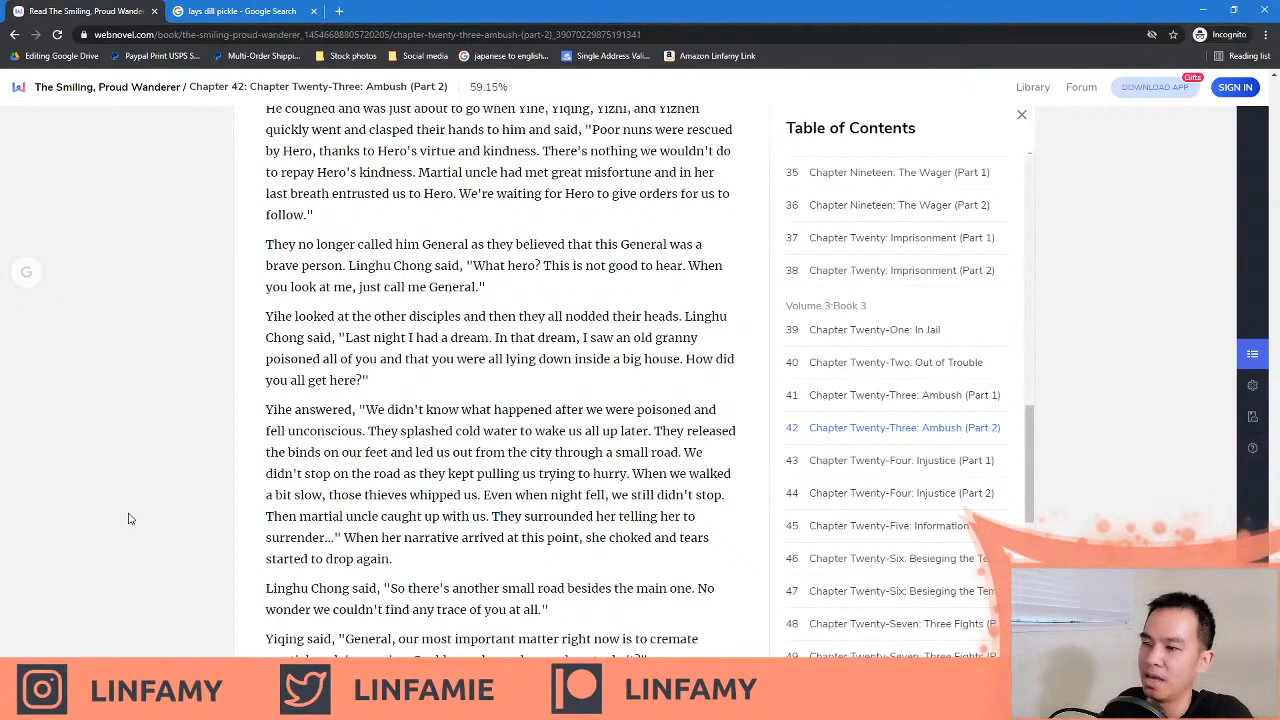 Read The Smiling, Proud Wander
lays dill pickle - Google Search
webnovel.com/book/the-smiling-proud-wanderer_14546688805720205/chapter-twenty-three-ambush-(part-2)_39070229875191341
Incognito
Editing Google Drive
Paypal Print USPS S...
Multi-Order Shippi...
Stock photos
Social media
japanese to english...
Single Address Vali...
Amazon Linfamy Link
Reading list
The Smiling, Proud Wanderer / Chapter 42: Chapter Twenty-Three: Ambush (Part 2)
59.15%
Library
Forum
DOWNLOAD APP
Gifts
SIGN IN
He coughed and was just about to go when Yihe, Yiqing, Yizhi, and Yizhen
quickly went and clasped their hands to him and said, "Poor nuns were rescued
by Hero, thanks to Hero's virtue and kindness. There's nothing we wouldn't do
to repay Hero's kindness. Martial uncle had met great misfortune and in her
last breath entrusted us to Hero. We're waiting for Hero to give orders for us to
follow."
They no longer called him General as they believed that this General was a
brave person. Linghu Chong said, "What hero? This is not good to hear. When
you look at me, just call me General."
Yihe looked at the other disciples and then they all nodded their heads. Linghu
Chong said, "Last night I had a dream. In that dream, I saw an old granny
poisoned all of you and that you were all lying down inside a big house. How did
you all get here?"
Yihe answered, "We didn't know what happened after we were poisoned and
fell unconscious. They splashed cold water to wake us all up later. They released
the binds on our feet and led us out from the city through a small road. We
didn't stop on the road as they kept pulling us trying to hurry. When we walked
a bit slow, those thieves whipped us. Even when night fell, we still didn't stop.
Then martial uncle caught up with us. They surrounded her telling her to
surrender..." When her narrative arrived at this point, she choked and tears
started to drop again.
Linghu Chong said, "So there's another small road besides the main one. No
wonder we couldn't find any trace of you at all."
Yiqing said, "General, our most important matter right now is to cremate
Table of Contents
35 Chapter Nineteen: The Wager (Part 1)
36 Chapter Nineteen: The Wager (Part 2)
37 Chapter Twenty: Imprisonment (Part 1)
38 Chapter Twenty: Imprisonment (Part 2)
Volume 3:Book 3
39 Chapter Twenty-One: In Jail
40 Chapter Twenty-Two: Out of Trouble
41 Chapter Twenty-Three: Ambush (Part 1)
42 Chapter Twenty-Three: Ambush (Part 2)
43 Chapter Twenty-Four: Injustice (Part 1)
44 Chapter Twenty-Four: Injustice (Part 2)
45 Chapter Twenty-Five: Information
46 Chapter Twenty-Six: Besieging the Te
47 Chapter Twenty-Six: Besieging the Tem
48 Chapter Twenty-Seven: Three Fights (P
49 Chapter Twenty-Seven: Three Fights (P
LINFAMY
LINFAMIE
LINFAMY